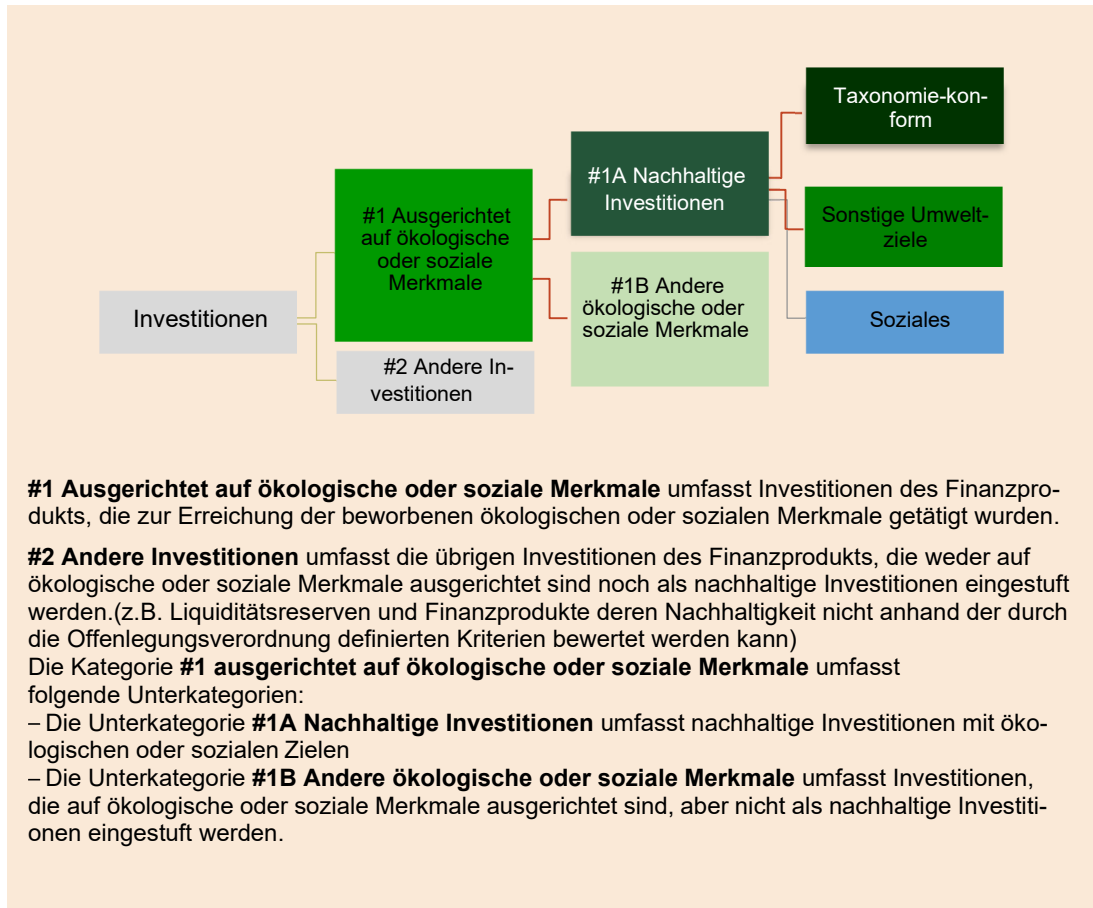 Taxonomie-kon-
form
#1A Nachhaltige
Investitionen
#1 Ausgerichtet
auf ökologische
oder soziale
Merkmale
Sonstige Umwelt-
ziele
#1B Andere
ökologische oder
soziale Merkmale
Investitionen
Soziales
#2 Andere In-
vestitionen
#1 Ausgerichtet auf ökologische oder soziale Merkmale umfasst Investitionen des Finanzpro-
dukts, die zur Erreichung der beworbenen ökologischen oder sozialen Merkmale getätigt wurden.
#2 Andere Investitionen umfasst die übrigen Investitionen des Finanzprodukts, die weder auf
ökologische oder soziale Merkmale ausgerichtet sind noch als nachhaltige Investitionen eingestuft
werden.(z.B. Liquiditätsreserven und Finanzprodukte deren Nachhaltigkeit nicht anhand der durch
die Offenlegungsverordnung definierten Kriterien bewertet werden kann)
Die Kategorie #1 ausgerichtet auf ökologische oder soziale Merkmale umfasst
folgende Unterkategorien:
– Die Unterkategorie #1A Nachhaltige Investitionen umfasst nachhaltige Investitionen mit öko-
logischen oder sozialen Zielen
– Die Unterkategorie #1B Andere ökologische oder soziale Merkmale umfasst Investitionen,
die auf ökologische oder soziale Merkmale ausgerichtet sind, aber nicht als nachhaltige Investiti-
onen eingestuft werden.